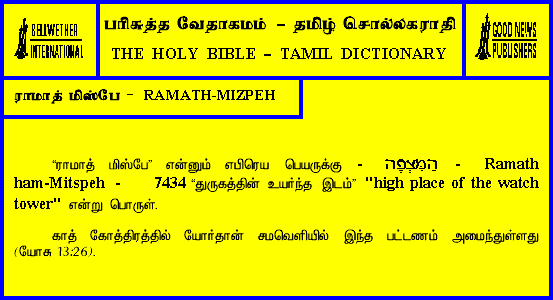 BELLWETHER
INTERNATIONAL
பரிசுத்த வேதாகமம் - தமிழ் சொல்லகராதி
THE HOLY BIBLE - TAMIL DICTIONARY
GOOD NEWS
PUBLISHERS
ராமாத் மிஸ்பே - RAMATH-MIZPEH
"ராமாத் மிஸ்பே" என்னும் எபிரெய பெயருக்கு - הַמִּצְפֶּה - Ramath
ham-Mitspeh - 7434 "துருகத்தின் உயர்ந்த இடம்" "high place of the watch
tower" என்று பொருள்.
காத் கோத்திரத்தில் யோர்தான் சமவெளியில் இந்த பட்டணம் அமைந்துள்ளது
(யோசு 13:26).